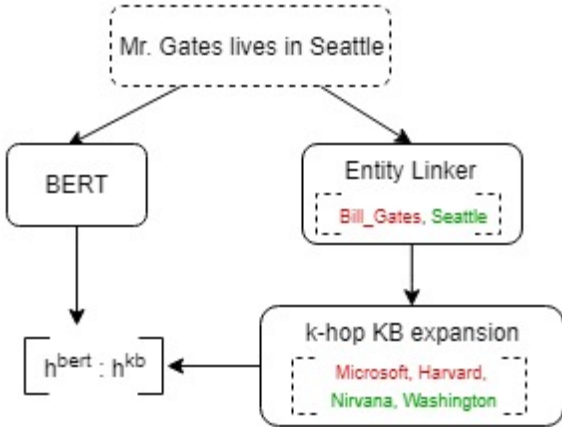 Mr. Gates lives in Seattle
BERT
Entity Linker
Bill_Gates, Seattle
k-hop KB expansion
Microsoft, Harvard,
Nirvana, Washington
h^bert : h^kb